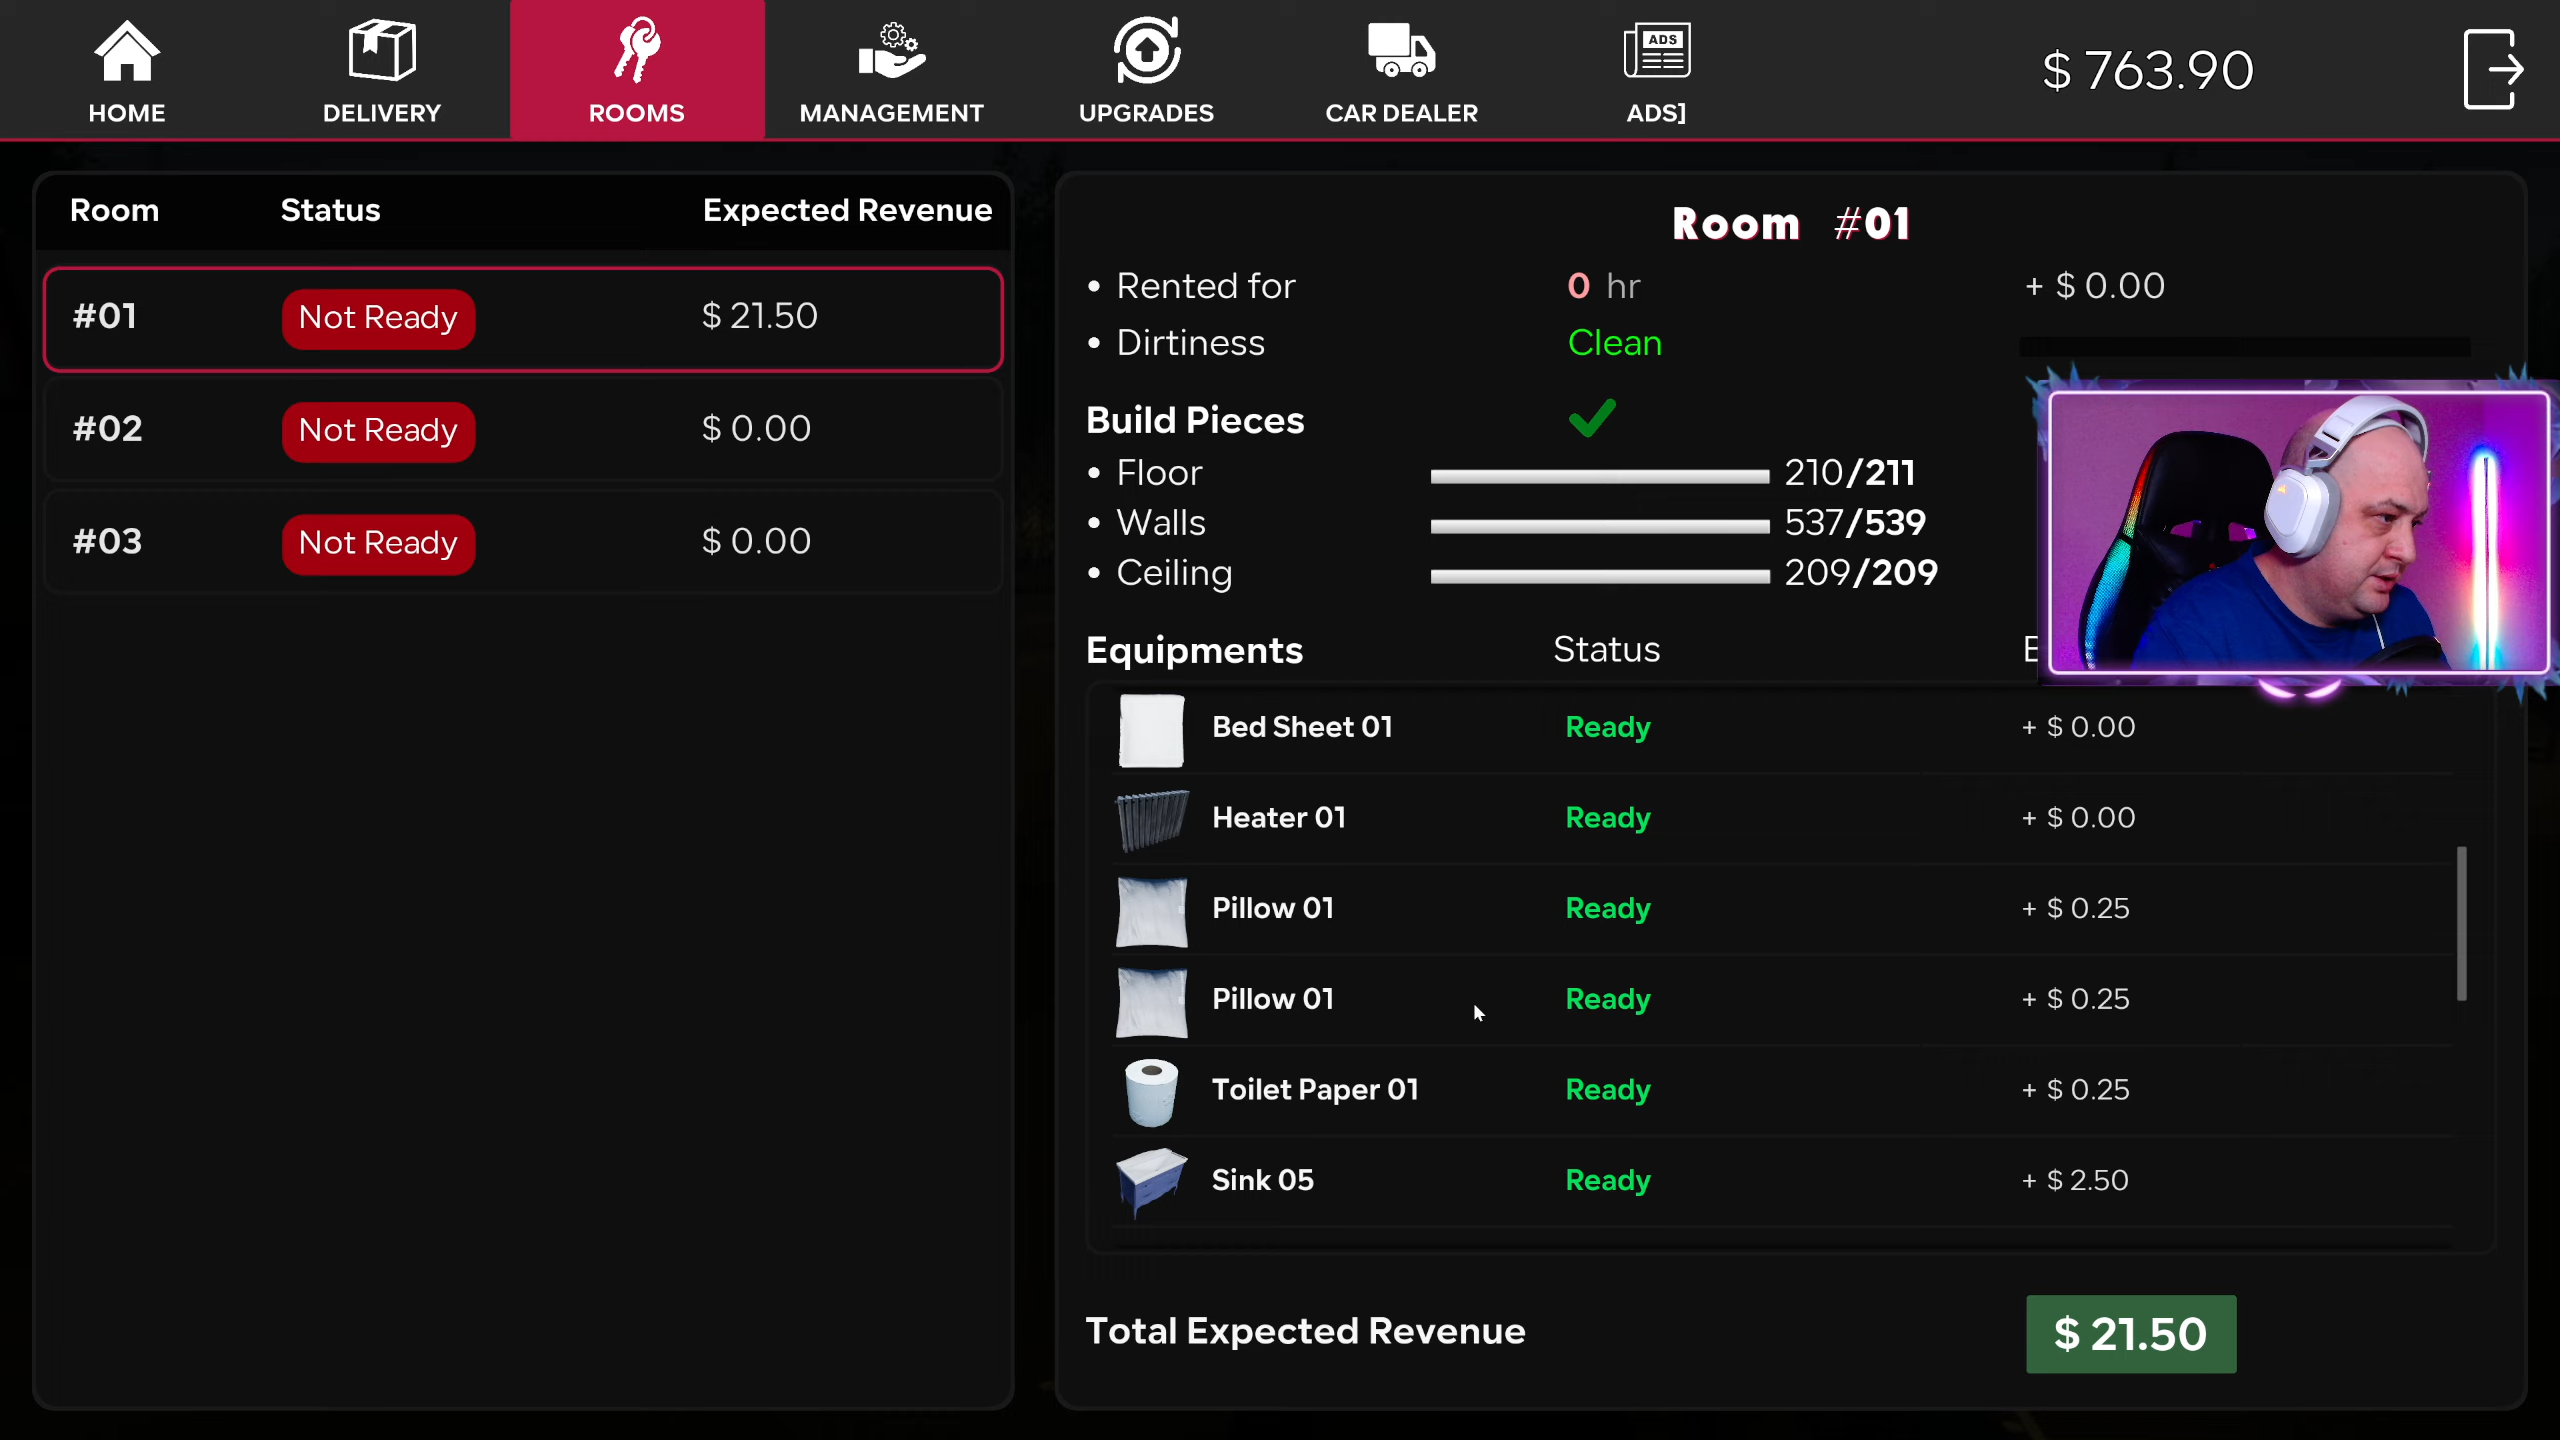 HOME
DELIVERY
ROOMS
MANAGEMENT
UPGRADES
CAR DEALER
ADS
ADS]
$ 763.90
Room Status Expected Revenue
#01 Not Ready $ 21.50
#02 Not Ready $ 0.00
#03 Not Ready $ 0.00
Room #01
• Rented for 0 hr + $ 0.00
• Dirtiness Clean
Build Pieces
• Floor 210/211
• Walls 537/539
• Ceiling 209/209
Equipments Status
Bed Sheet 01 Ready + $ 0.00
Heater 01 Ready + $ 0.00
Pillow 01 Ready + $ 0.25
Pillow 01 Ready + $ 0.25
Toilet Paper 01 Ready + $ 0.25
Sink 05 Ready + $ 2.50
Total Expected Revenue $ 21.50